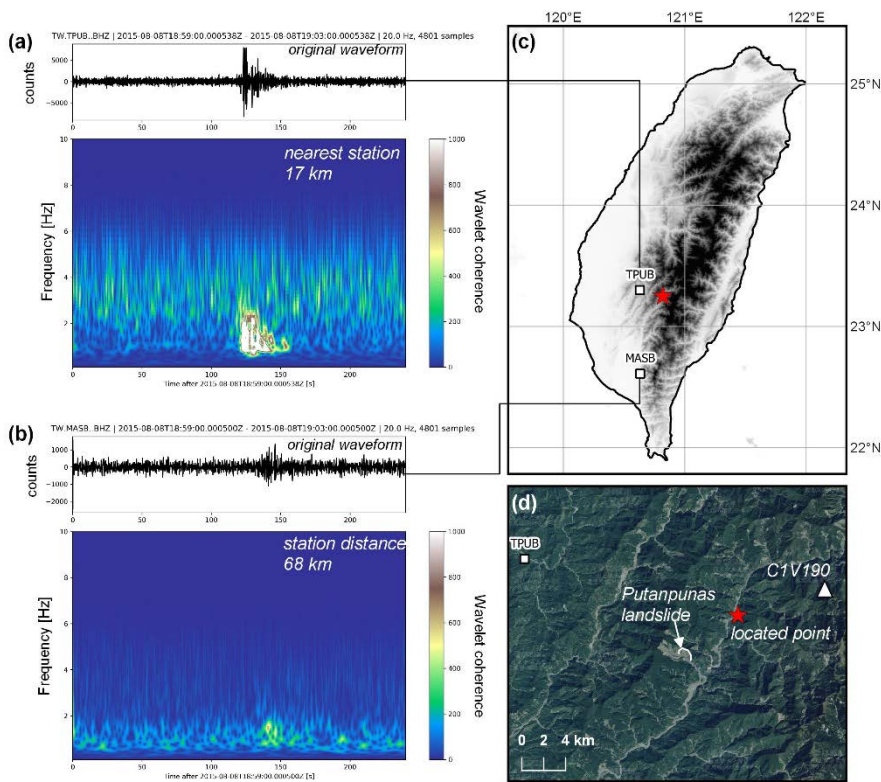 (a)
TW.TPUB..BHZ | 2015-08-08T18:59:00.000538Z - 2015-08-08T19:03:00.000538Z | 20.0 Hz, 4801 samples
original waveform
counts
5000
0
−5000
0 50 100 150 200
nearest station
17 km
Frequency [Hz]
10
8
6
4
2
0 50 100 150 200
Time after 2015-08-08T18:59:00.000538Z [s]
1000
800
600
400
200
0
Wavelet coherence
(b)
TW.MASB..BHZ | 2015-08-08T18:59:00.000500Z - 2015-08-08T19:03:00.000500Z | 20.0 Hz, 4801 samples
original waveform
counts
1000
0
−1000
−2000
0 50 100 150 200
station distance
68 km
Frequency [Hz]
10
8
6
4
2
0 50 100 150 200
Time after 2015-08-08T18:59:00.000500Z [s]
1000
800
600
400
200
0
Wavelet coherence
120°E 121°E 122°E
(c)
25°N
24°N
23°N
22°N
TPUB
MASB
(d)
TPUB
C1V190
Putanpunas
landslide
located point
0 2 4 km